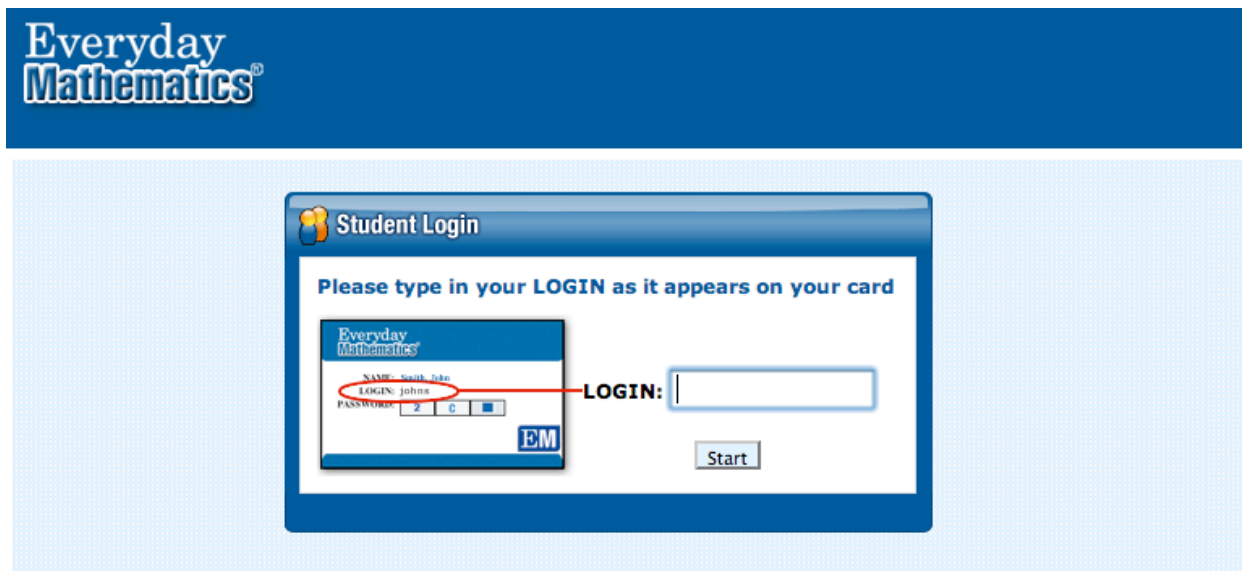 Everyday
Mathematics®
Student Login
Please type in your LOGIN as it appears on your card
Everyday
Mathematics®
NAME: Smith, John
LOGIN: johns
PASSWORD: 2 C
EM
LOGIN:
Start